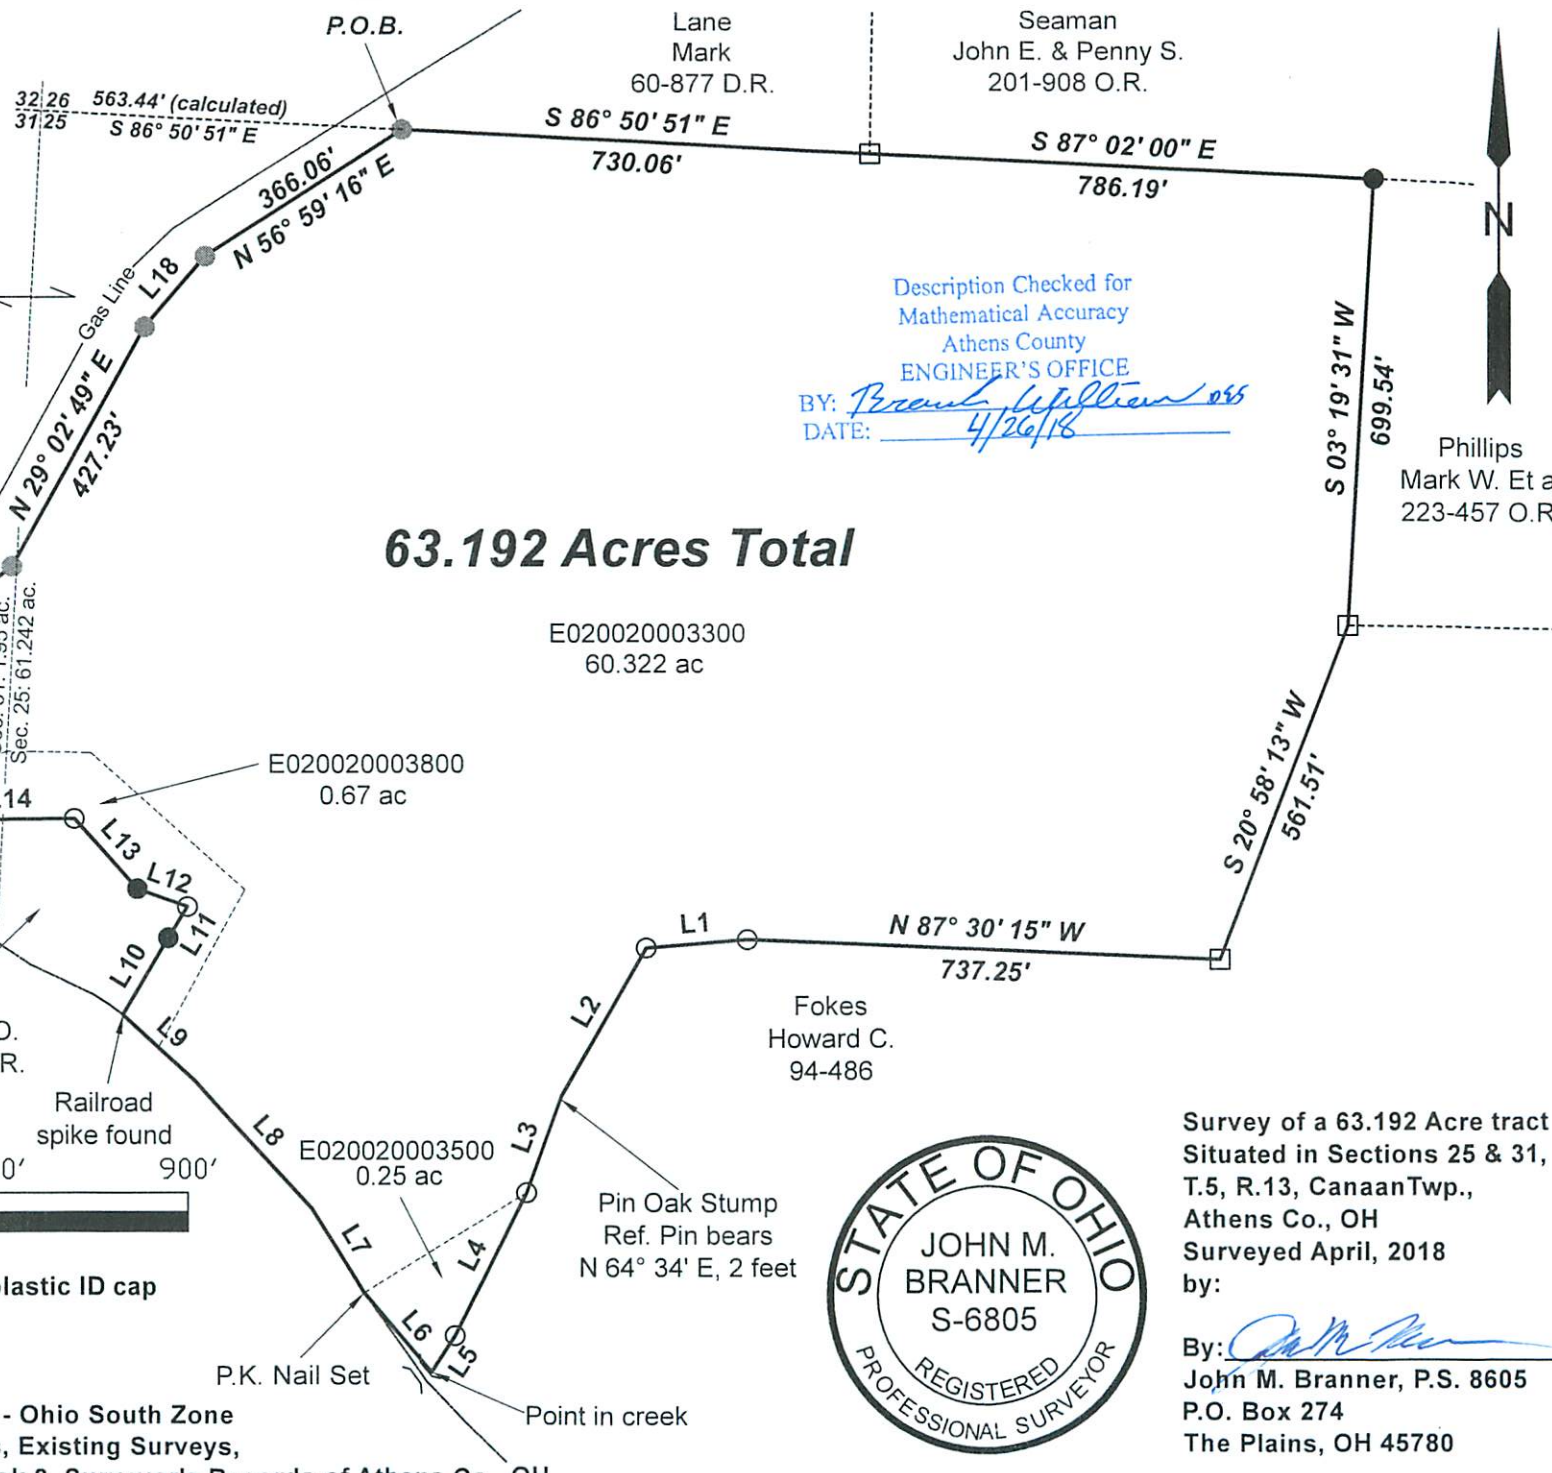 P.O.B.
Lane
Mark
60-877 D.R.
Seaman
John E. & Penny S.
201-908 O.R.
32 26
31 25
563.44' (calculated)
S 86° 50' 51" E
S 86° 50' 51" E
730.06'
S 87° 02' 00" E
786.19'
366.06'
N 56° 59' 16" E
L18
Gas Line
N 29° 02' 49" E
427.23'
N
Description Checked for
Mathematical Accuracy
Athens County
ENGINEER'S OFFICE
BY:
DATE: 4/26/18
S 03° 19' 31" W
699.54'
Phillips
Mark W. Et a
223-457 O.R
63.192 Acres Total
E020020003300
60.322 ac
1.95 ac.
Sec. 25: 61.242 ac.
E020020003800
0.67 ac
14
L13
L12
L11
L10
L9
S 20° 58' 13" W
561.51'
L1
N 87° 30' 15" W
737.25'
L2
Fokes
Howard C.
94-486
R.
Railroad
spike found
L8
0'
900'
E020020003500
0.25 ac
L3
Pin Oak Stump
Ref. Pin bears
N 64° 34' E, 2 feet
L7
L4
lastic ID cap
L6
L5
P.K. Nail Set
Point in creek
STATE OF OHIO
JOHN M.
BRANNER
S-6805
REGISTERED
PROFESSIONAL SURVEYOR
Survey of a 63.192 Acre tract
Situated in Sections 25 & 31,
T.5, R.13, CanaanTwp.,
Athens Co., OH
Surveyed April, 2018
by:
By:
John M. Branner, P.S. 8605
P.O. Box 274
The Plains, OH 45780
- Ohio South Zone
, Existing Surveys,